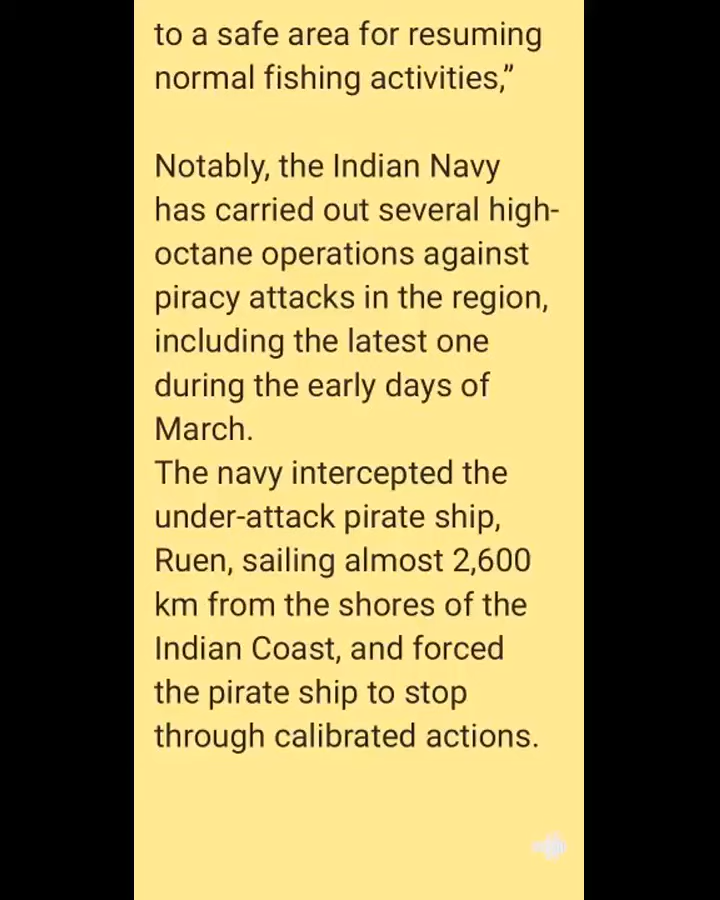 to a safe area for resuming
normal fishing activities,”
Notably, the Indian Navy
has carried out several high-
octane operations against
piracy attacks in the region,
including the latest one
during the early days of
March.
The navy intercepted the
under-attack pirate ship,
Ruen, sailing almost 2,600
km from the shores of the
Indian Coast, and forced
the pirate ship to stop
through calibrated actions.